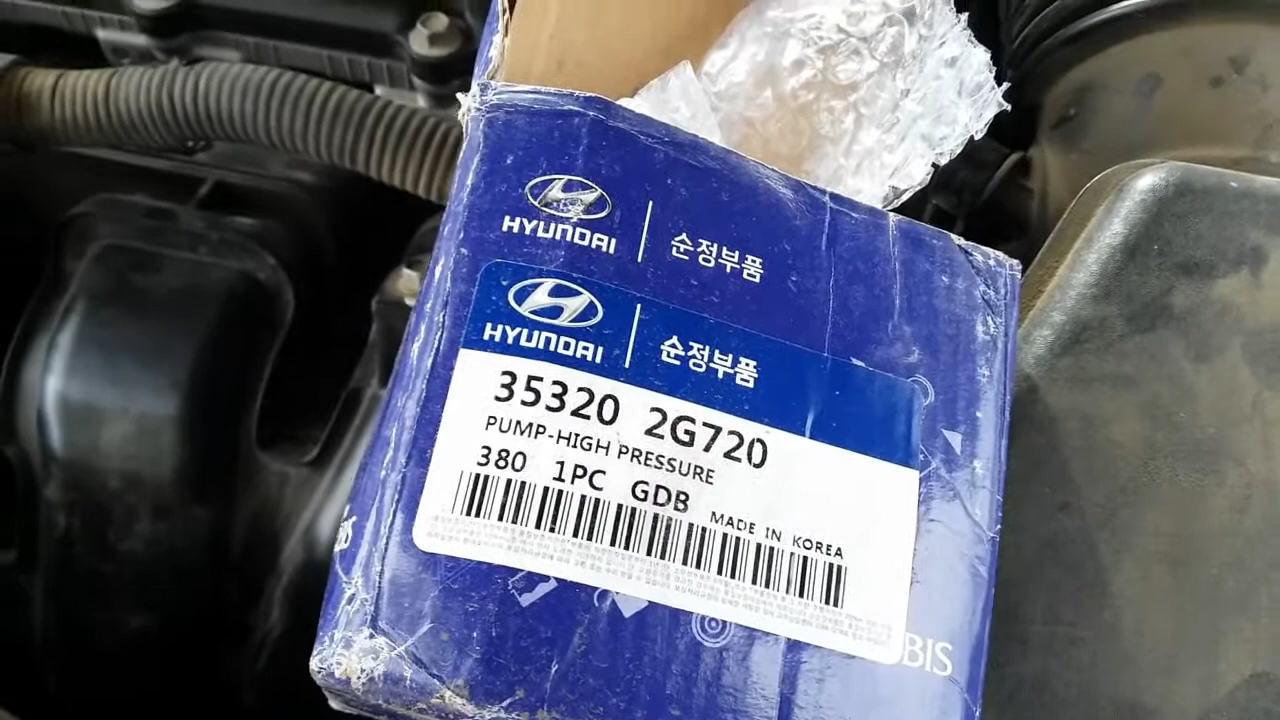 HYUNDAI 순정부품
HYUNDAI 순정부품
35320 2G720
PUMP-HIGH PRESSURE
380 1PC GDB
MADE IN KOREA
BIS